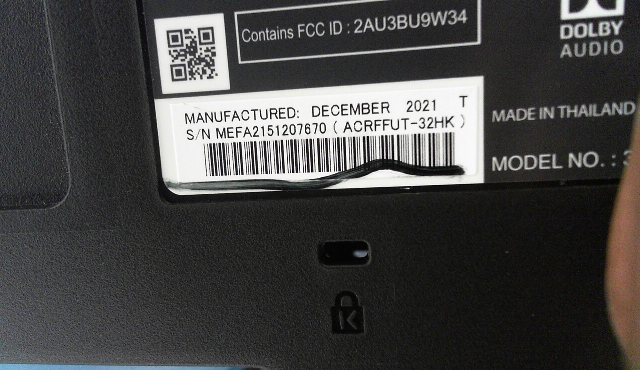 Contains FCC ID : 2AU3BU9W34
DOLBY
AUDIO
MANUFACTURED: DECEMBER 2021 T
S/N MEFA2151207670 ( ACRFFUT-32HK )
MADE IN THAILAND
MODEL NO. :
K